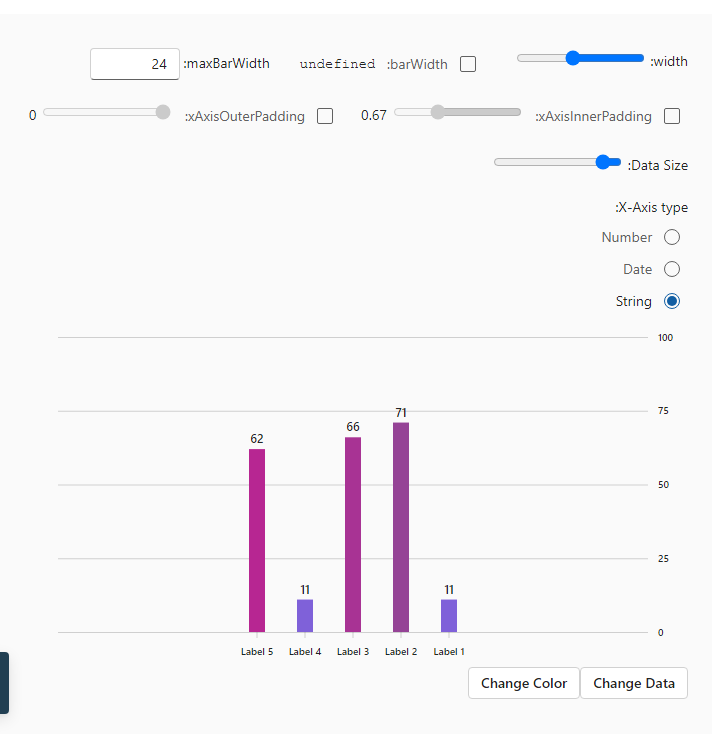 :width
:barWidth undefined
:maxBarWidth 24
:xAxisInnerPadding 0.67
:xAxisOuterPadding 0
:Data Size
:X-Axis type
Number
Date
String
100
75
50
25
0
62
11
66
71
11
Label 5 Label 4 Label 3 Label 2 Label 1
Change Color Change Data